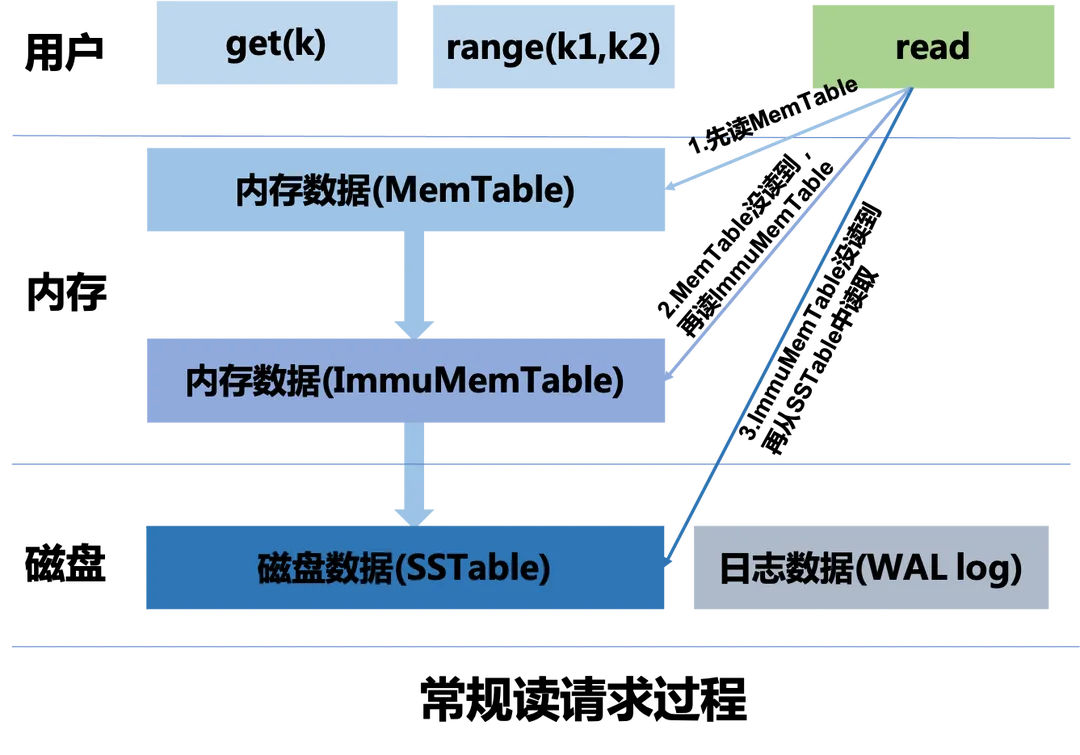 用户
get(k)
range(k1,k2)
read
1.先读MemTable
内存数据(MemTable)
2.MemTable没读到，
再读ImmuMemTable
3.ImmuMemTable没读到
再从SSTable中读取
内存
内存数据(ImmuMemTable)
磁盘
磁盘数据(SSTable)
日志数据(WAL log)
常规读请求过程